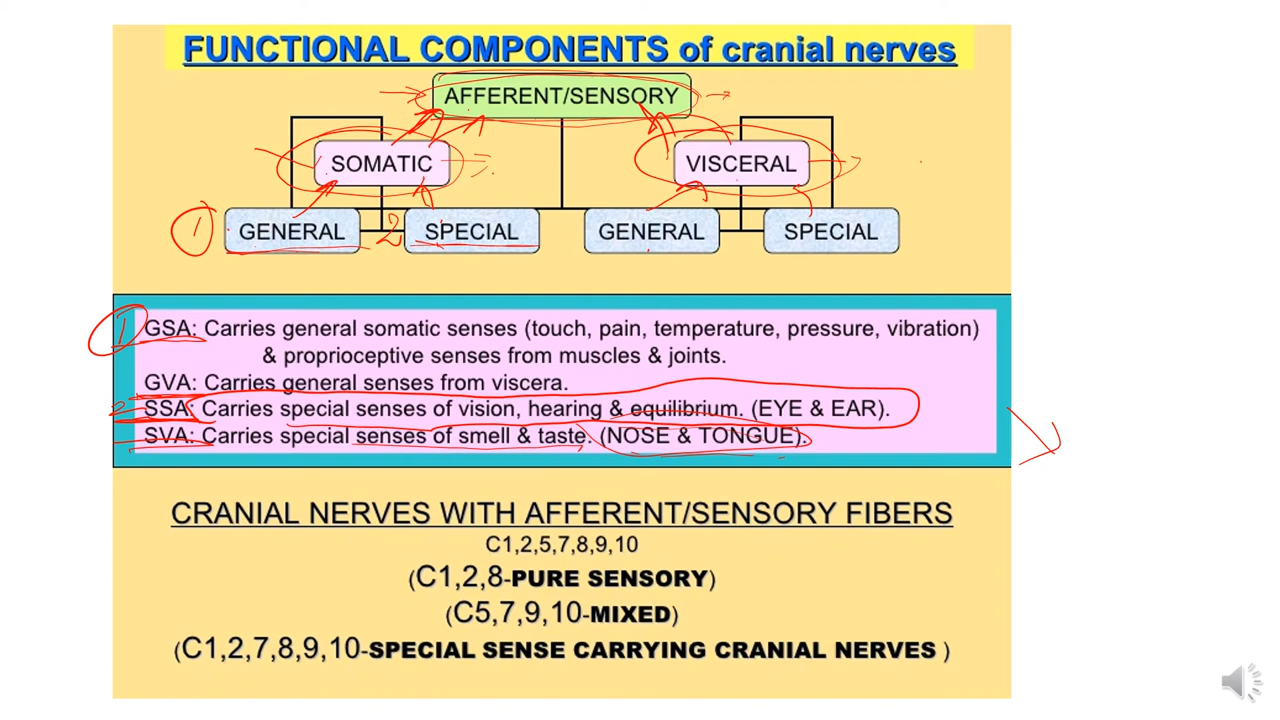 FUNCTIONAL COMPONENTS of cranial nerves
AFFERENT/SENSORY
SOMATIC
VISCERAL
1 GENERAL 2 SPECIAL GENERAL SPECIAL
1 GSA: Carries general somatic senses (touch, pain, temperature, pressure, vibration)
& proprioceptive senses from muscles & joints.
GVA: Carries general senses from viscera.
2 SSA: Carries special senses of vision, hearing & equilibrium. (EYE & EAR).
SVA: Carries special senses of smell & taste. (NOSE & TONGUE).
CRANIAL NERVES WITH AFFERENT/SENSORY FIBERS
C1,2,5,7,8,9,10
(C1,2,8-PURE SENSORY)
(C5,7,9,10-MIXED)
(C1,2,7,8,9,10-SPECIAL SENSE CARRYING CRANIAL NERVES )